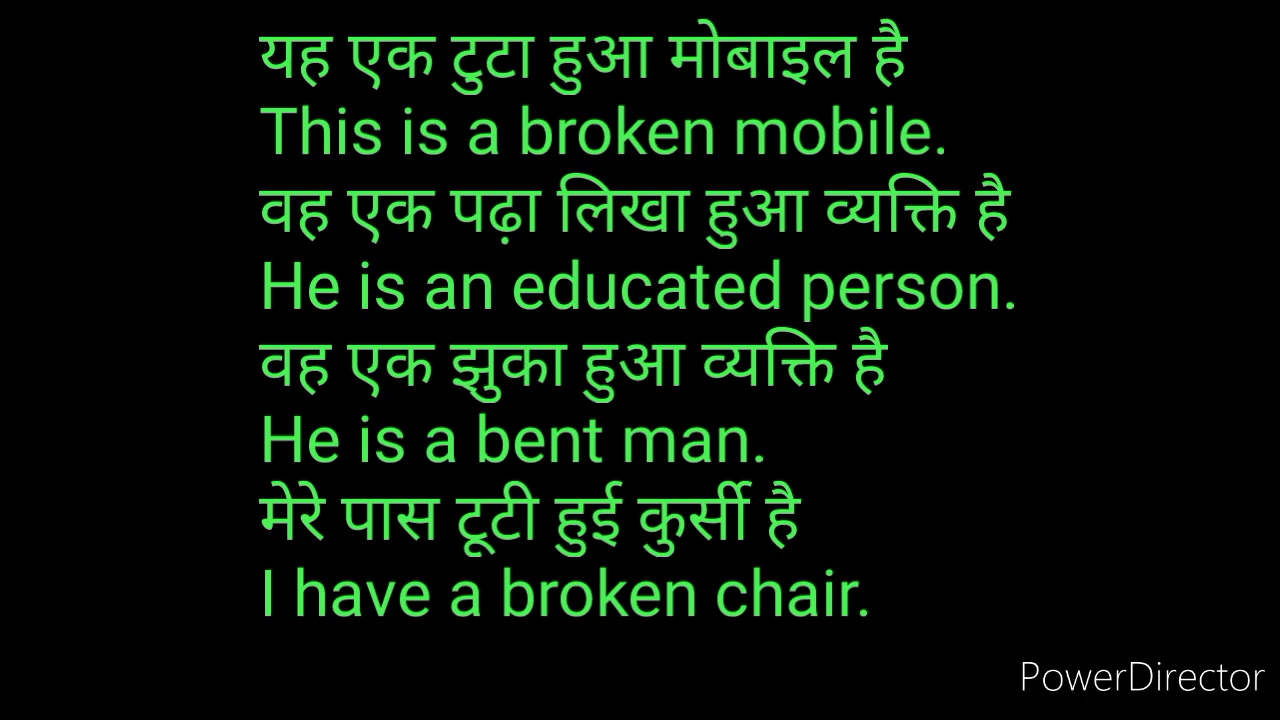 यह एक टुटा हुआ मोबाइल है
This is a broken mobile.
वह एक पढ़ा लिखा हुआ व्यक्ति है
He is an educated person.
वह एक झुका हुआ व्यक्ति है
He is a bent man.
मेरे पास टूटी हुई कुर्सी है
I have a broken chair.
PowerDirector